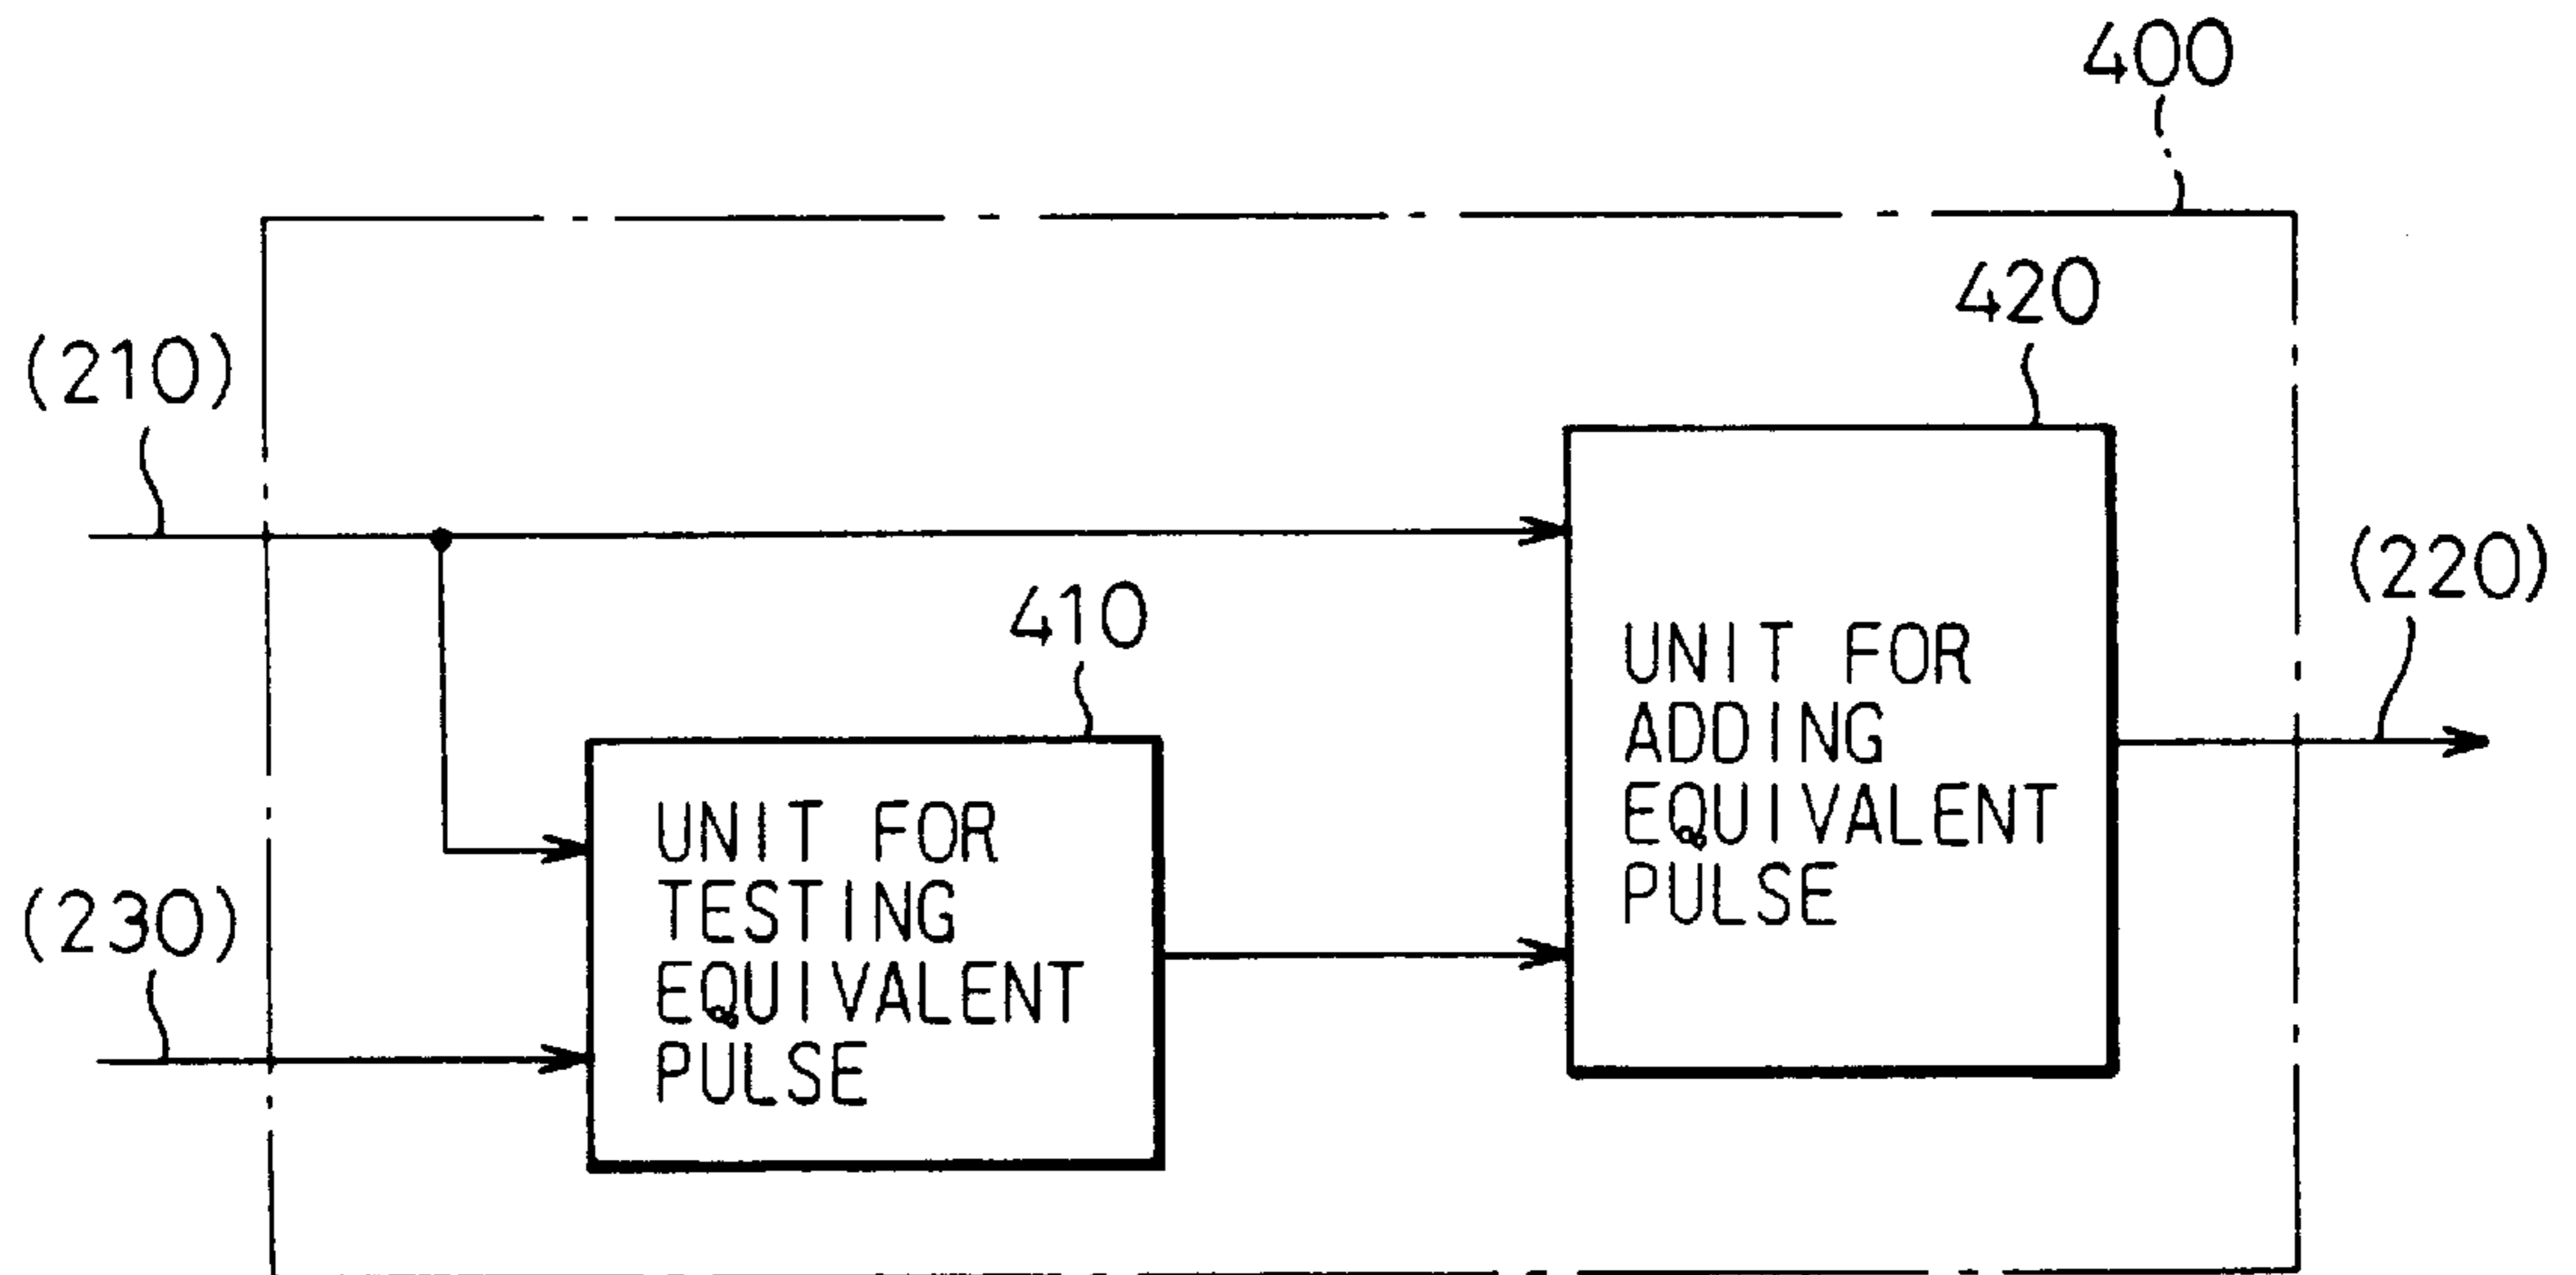 400
420
(210)
(220)
410
UNIT FOR
ADDING
EQUIVALENT
PULSE
UNIT FOR
TESTING
EQUIVALENT
PULSE
(230)